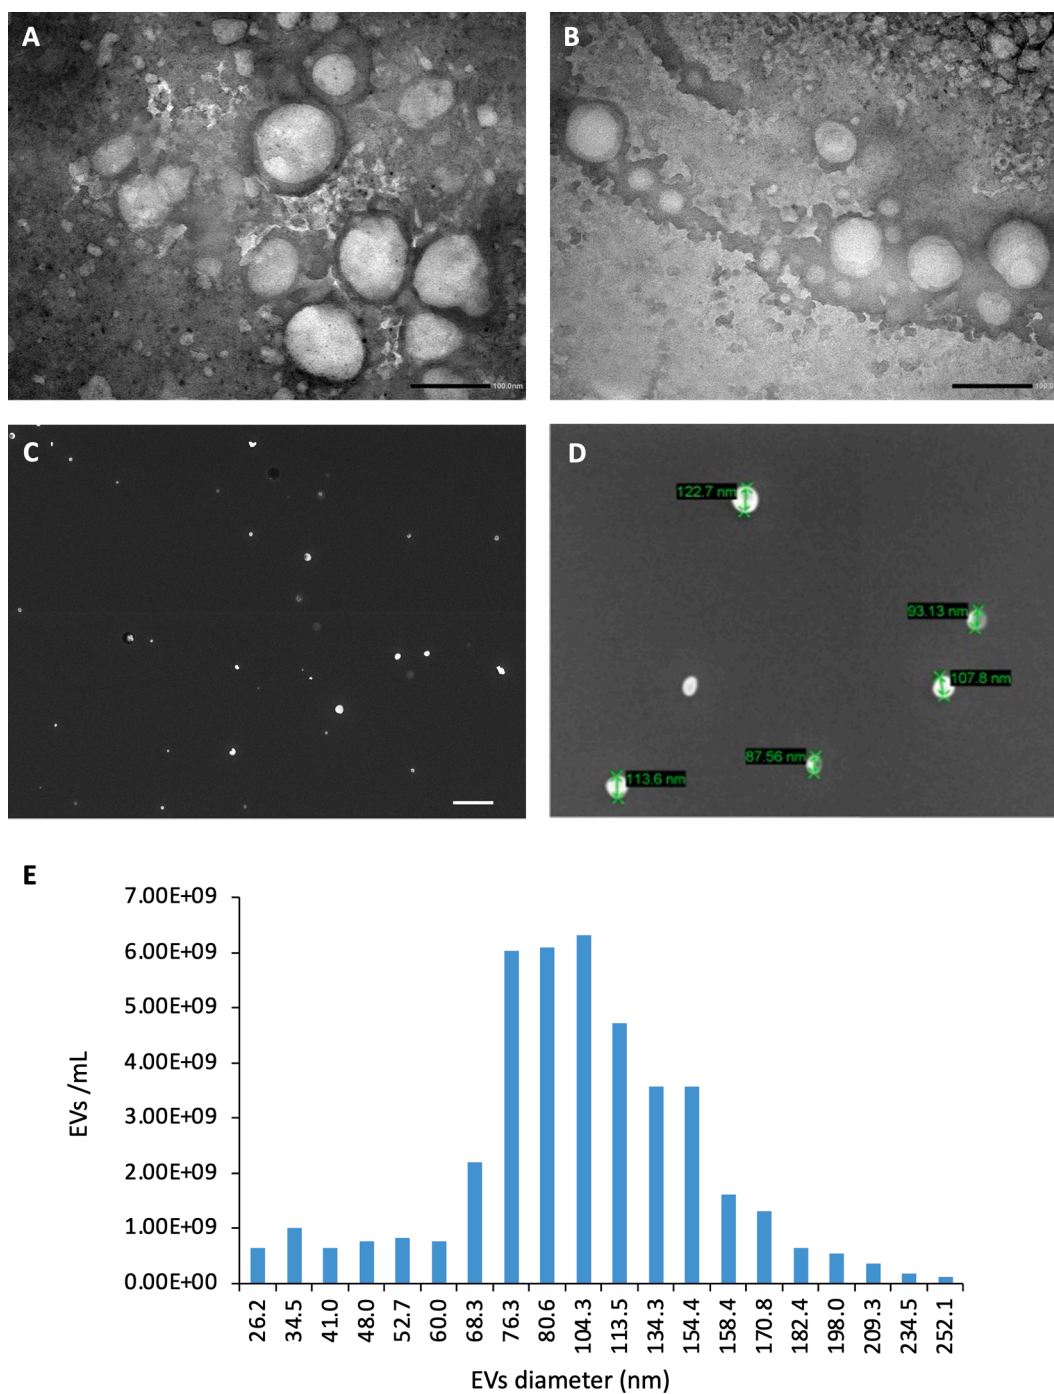 A
B
100.0nm
100.0
C
D
122.7 nm
93.13 nm
107.8 nm
87.56 nm
113.6 nm
E
7.00E+09
6.00E+09
5.00E+09
4.00E+09
3.00E+09
2.00E+09
1.00E+09
0.00E+00
EVs /mL
26.2 34.5 41.0 48.0 52.7 60.0 68.3 76.3 80.6 104.3 113.5 134.3 154.4 158.4 170.8 182.4 198.0 209.3 234.5 252.1
EVs diameter (nm)